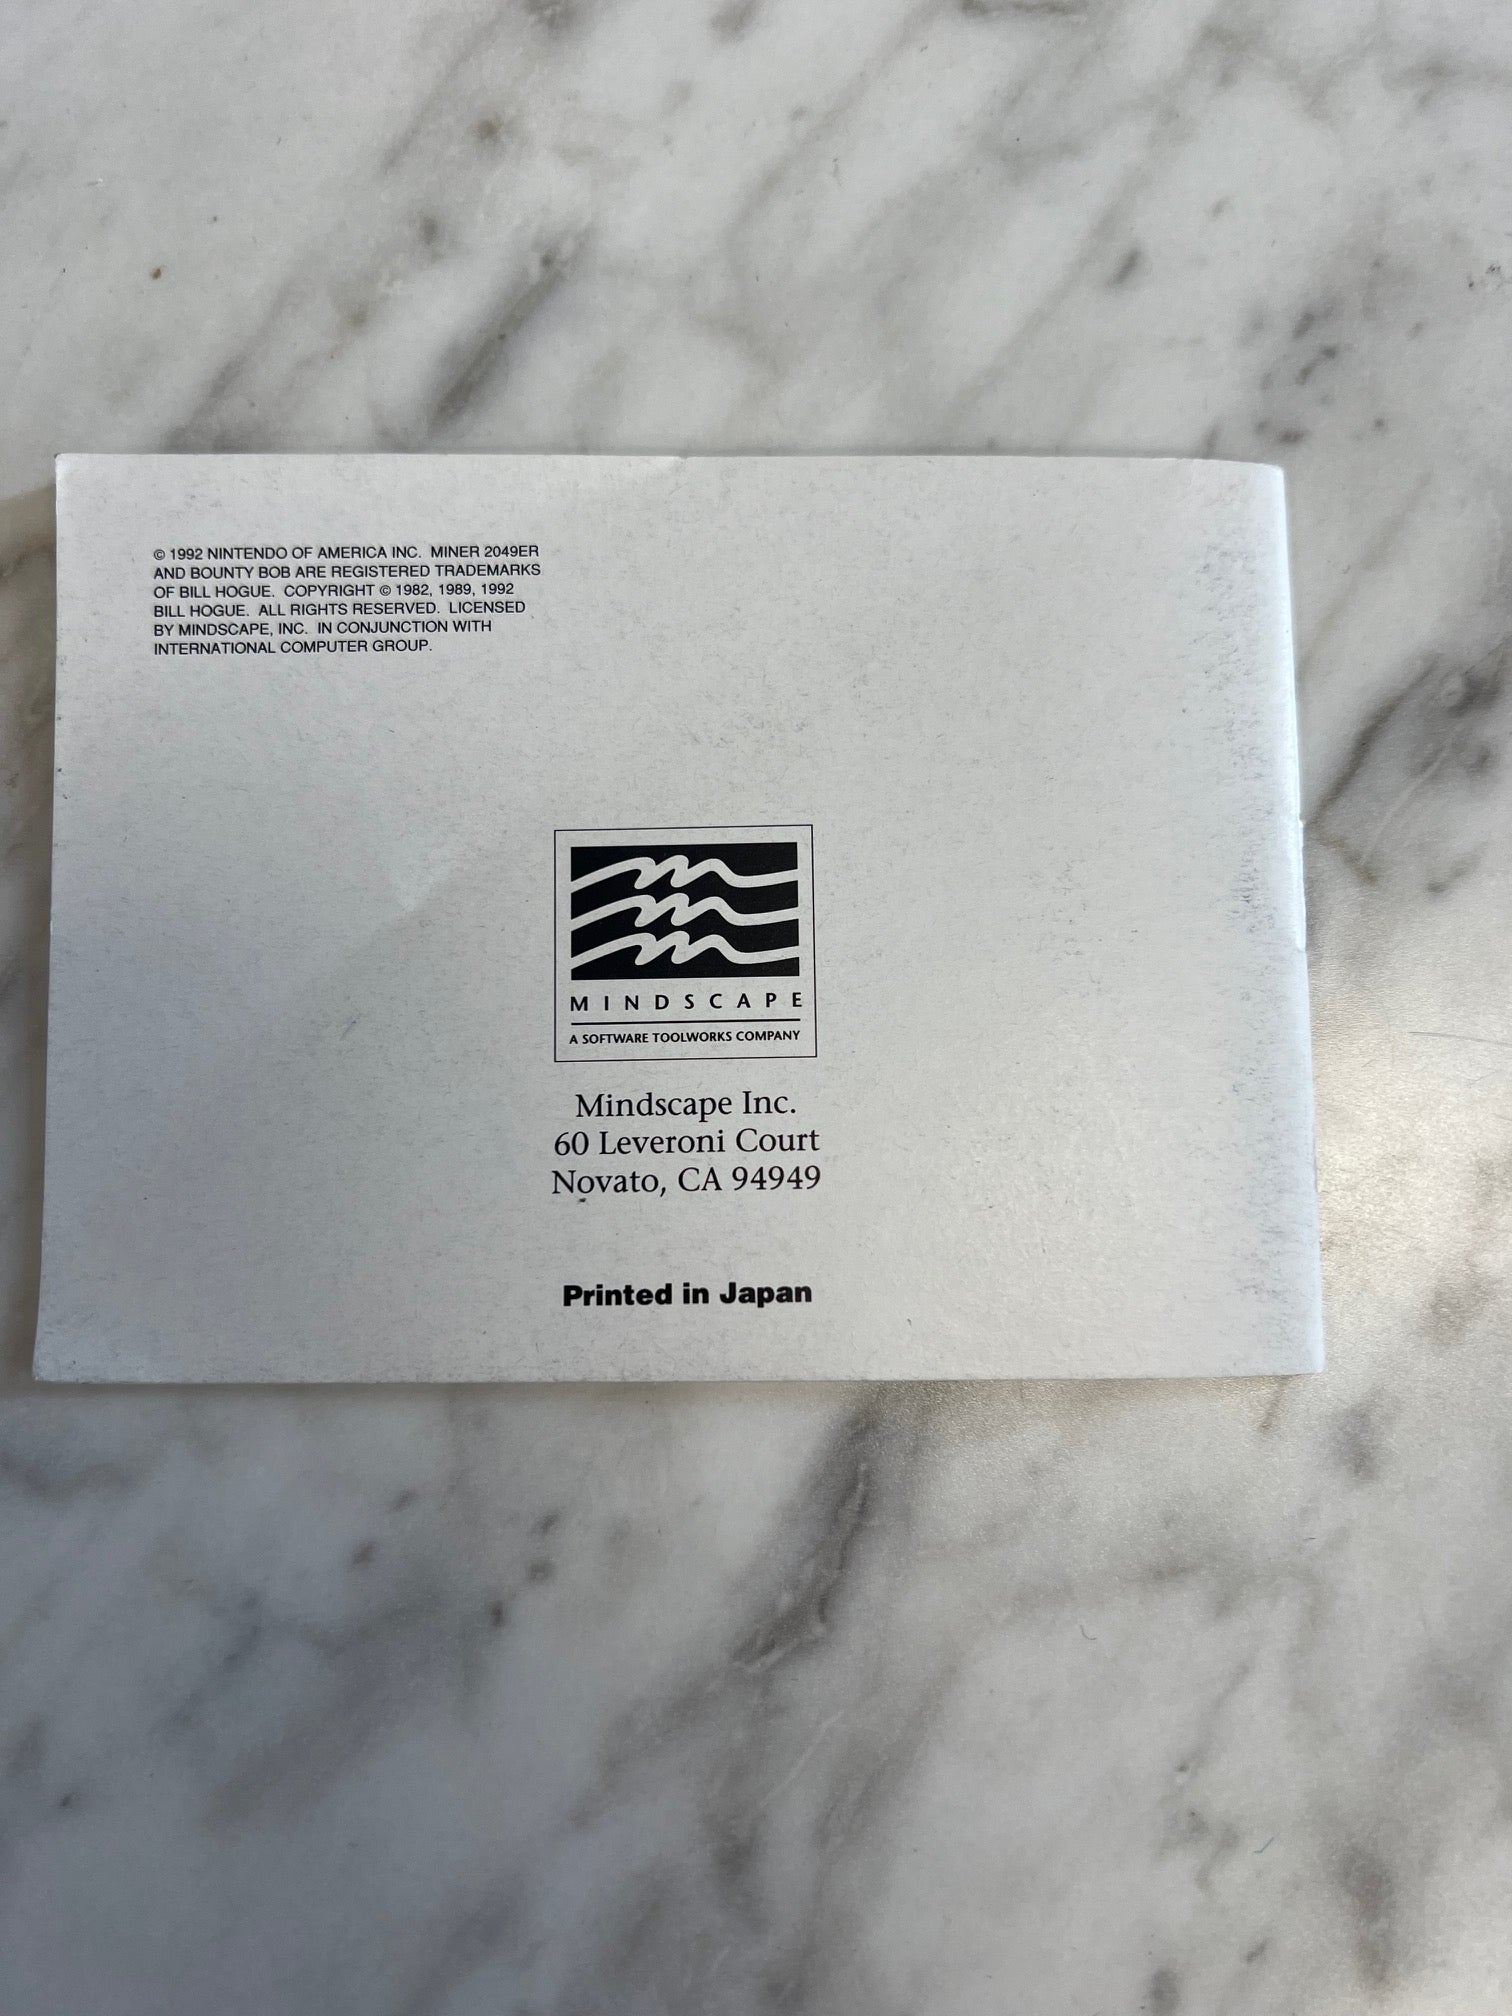 © 1992 NINTENDO OF AMERICA INC. MINER 2049ER
AND BOUNTY BOB ARE REGISTERED TRADEMARKS
OF BILL HOGUE. COPYRIGHT © 1982, 1989, 1992
BILL HOGUE. ALL RIGHTS RESERVED. LICENSED
BY MINDSCAPE, INC. IN CONJUNCTION WITH
INTERNATIONAL COMPUTER GROUP.
MINDSCAPE
A SOFTWARE TOOLWORKS COMPANY
Mindscape Inc.
60 Leveroni Court
Novato, CA 94949
Printed in Japan